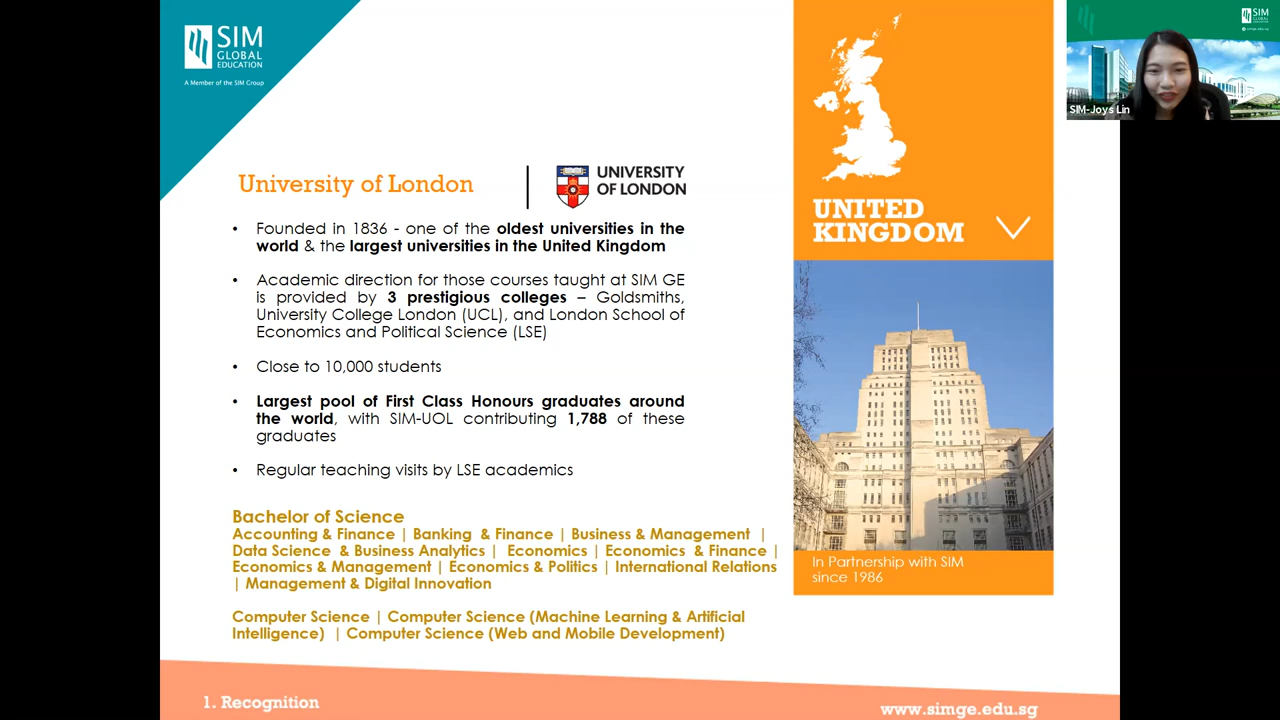 SIM
GLOBAL
EDUCATION
A Member of the SIM Group
University of London
UNIVERSITY
OF LONDON
• Founded in 1836 - one of the oldest universities in the
world & the largest universities in the United Kingdom
• Academic direction for those courses taught at SIM GE
is provided by 3 prestigious colleges – Goldsmiths,
University College London (UCL), and London School of
Economics and Political Science (LSE)
• Close to 10,000 students
• Largest pool of First Class Honours graduates around
the world, with SIM-UOL contributing 1,788 of these
graduates
• Regular teaching visits by LSE academics
Bachelor of Science
Accounting & Finance | Banking & Finance | Business & Management |
Data Science & Business Analytics | Economics | Economics & Finance |
Economics & Management | Economics & Politics | International Relations
| Management & Digital Innovation
Computer Science | Computer Science (Machine Learning & Artificial
Intelligence) | Computer Science (Web and Mobile Development)
UNITED
KINGDOM
In Partnership with SIM
since 1986
1. Recognition
www.simge.edu.sg
SIM
SIM-Joys Lin